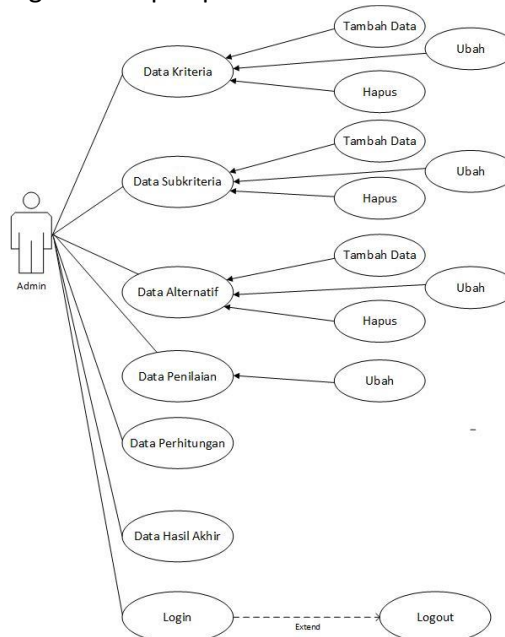 Tambah Data
Ubah
Data Kriteria
Hapus
Tambah Data
Ubah
Data Subkriteria
Hapus
Admin
Tambah Data
Ubah
Data Alternatif
Hapus
Data Penilaian
Ubah
Data Perhitungan
Data Hasil Akhir
Login
Extend
Logout